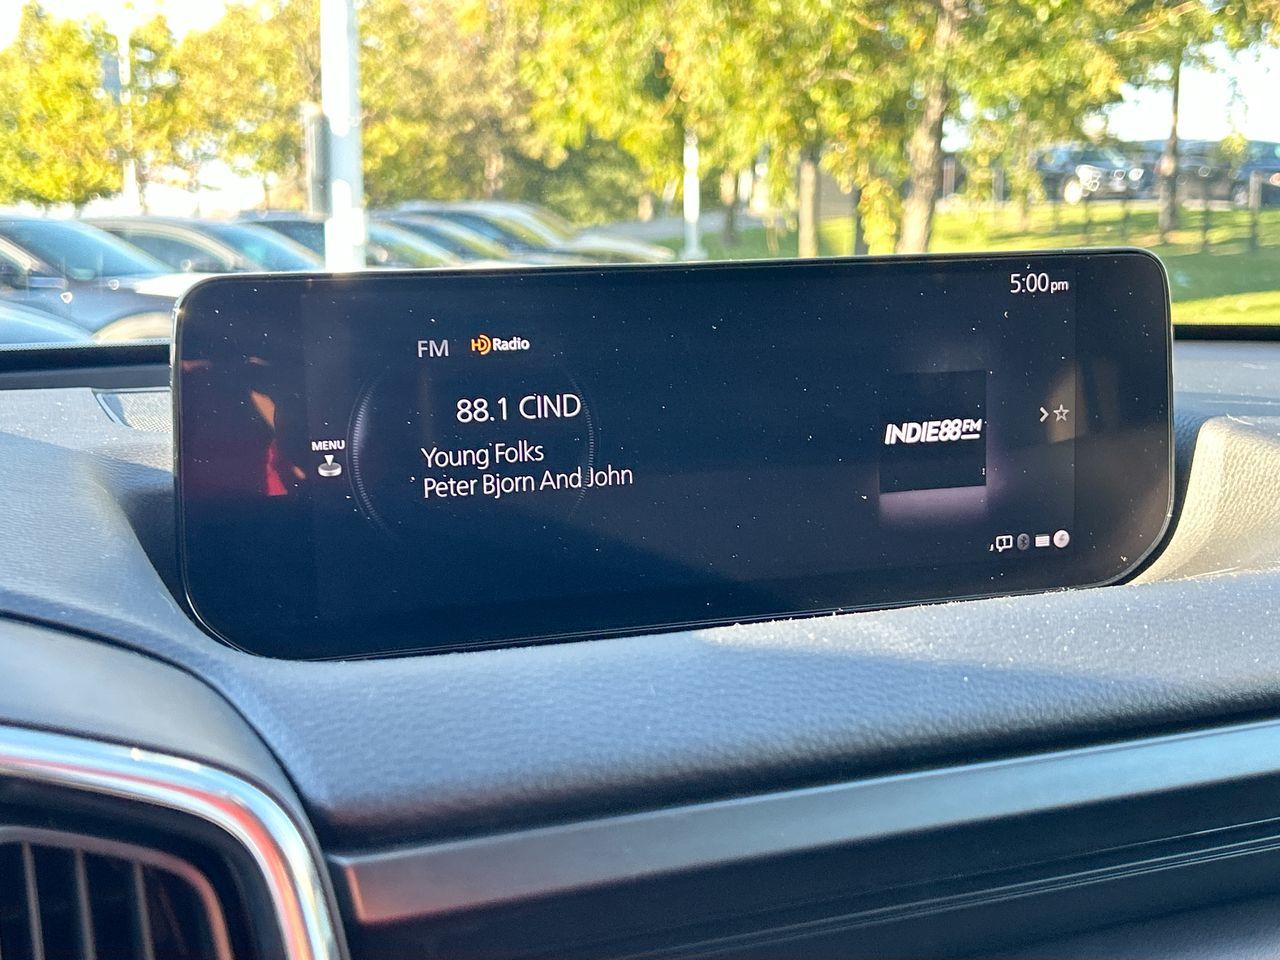 5:00pm
FM HD Radio
88.1 CIND
MENU
Young Folks
Peter Bjorn And John
INDIE88FM